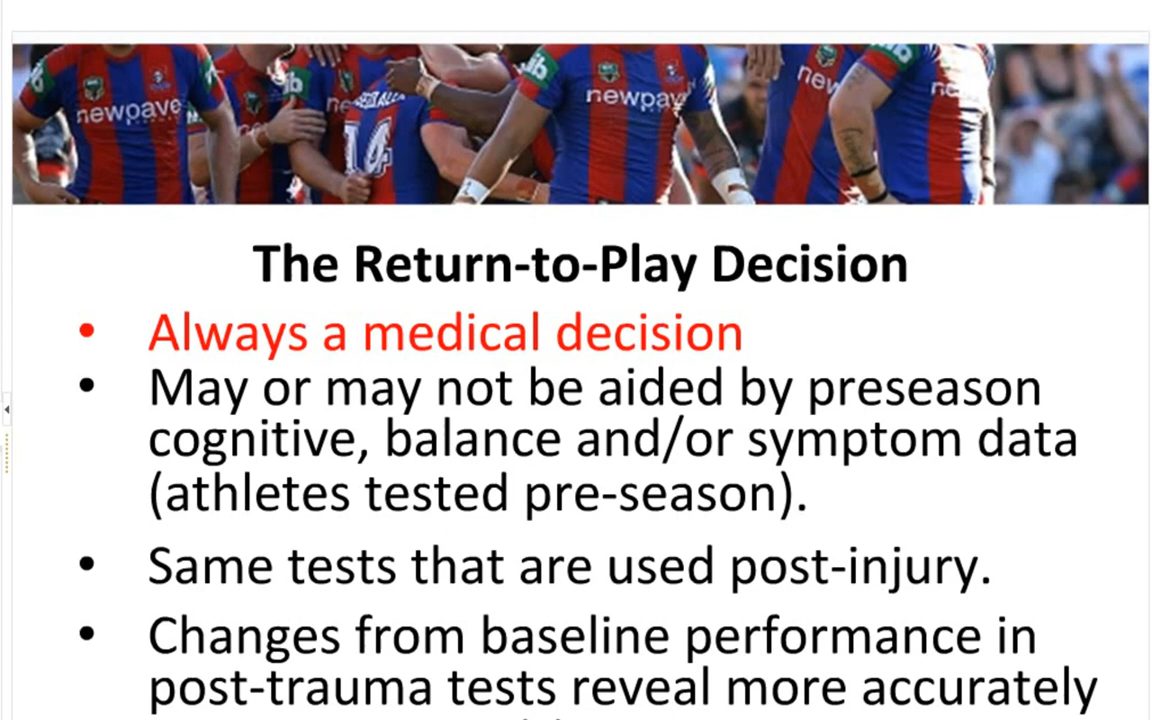 newpave
14
newpav
new
The Return-to-Play Decision
• Always a medical decision
• May or may not be aided by preseason
cognitive, balance and/or symptom data
(athletes tested pre-season).
• Same tests that are used post-injury.
• Changes from baseline performance in
post-trauma tests reveal more accurately